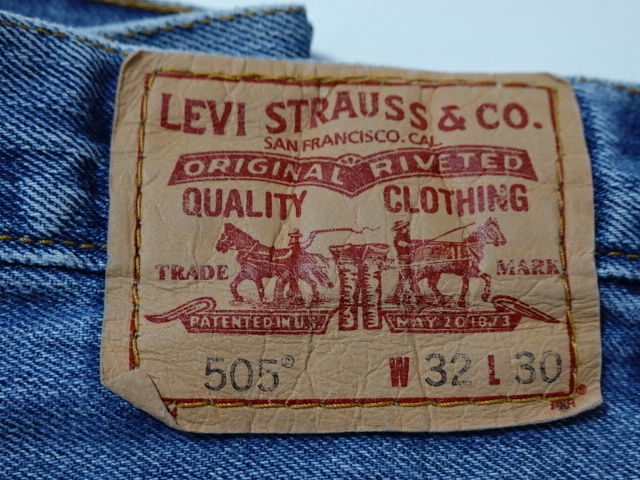 LEVI STRAUSS & CO.
SAN FRANCISCO. CAL.
ORIGINAL RIVETED
QUALITY CLOTHING
TRADE MARK
PATENTED IN U.S. MAY 20 1873
505® W 32 L 30